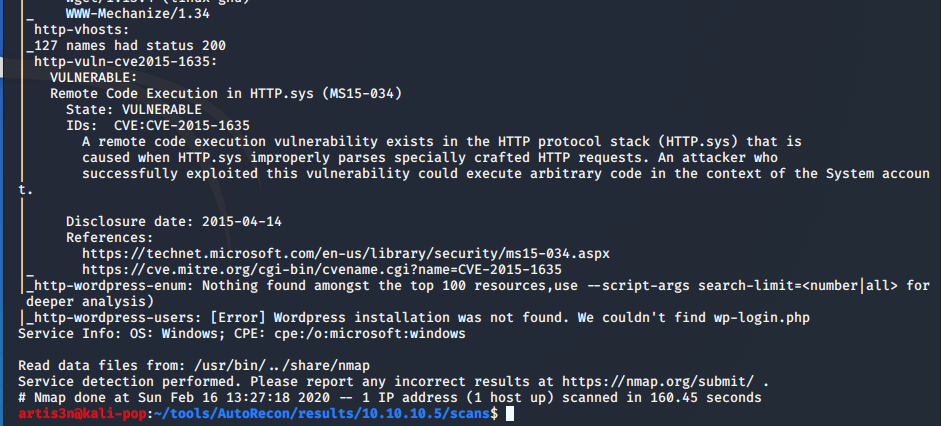 |_    WWW-Mechanize/1.34
| http-vhosts:
|_127 names had status 200
| http-vuln-cve2015-1635:
|   VULNERABLE:
|   Remote Code Execution in HTTP.sys (MS15-034)
|     State: VULNERABLE
|     IDs:  CVE:CVE-2015-1635
|       A remote code execution vulnerability exists in the HTTP protocol stack (HTTP.sys) that is
|       caused when HTTP.sys improperly parses specially crafted HTTP requests. An attacker who
|       successfully exploited this vulnerability could execute arbitrary code in the context of the System accoun
t.
|
|     Disclosure date: 2015-04-14
|     References:
|       https://technet.microsoft.com/en-us/library/security/ms15-034.aspx
|_      https://cve.mitre.org/cgi-bin/cvename.cgi?name=CVE-2015-1635
|_http-wordpress-enum: Nothing found amongst the top 100 resources,use --script-args search-limit=<number|all> for
 deeper analysis)
|_http-wordpress-users: [Error] Wordpress installation was not found. We couldn't find wp-login.php
Service Info: OS: Windows; CPE: cpe:/o:microsoft:windows

Read data files from: /usr/bin/../share/nmap
Service detection performed. Please report any incorrect results at https://nmap.org/submit/ .
# Nmap done at Sun Feb 16 13:27:18 2020 -- 1 IP address (1 host up) scanned in 160.45 seconds
artis3n@kali-pop:~/tools/AutoRecon/results/10.10.10.5/scans$